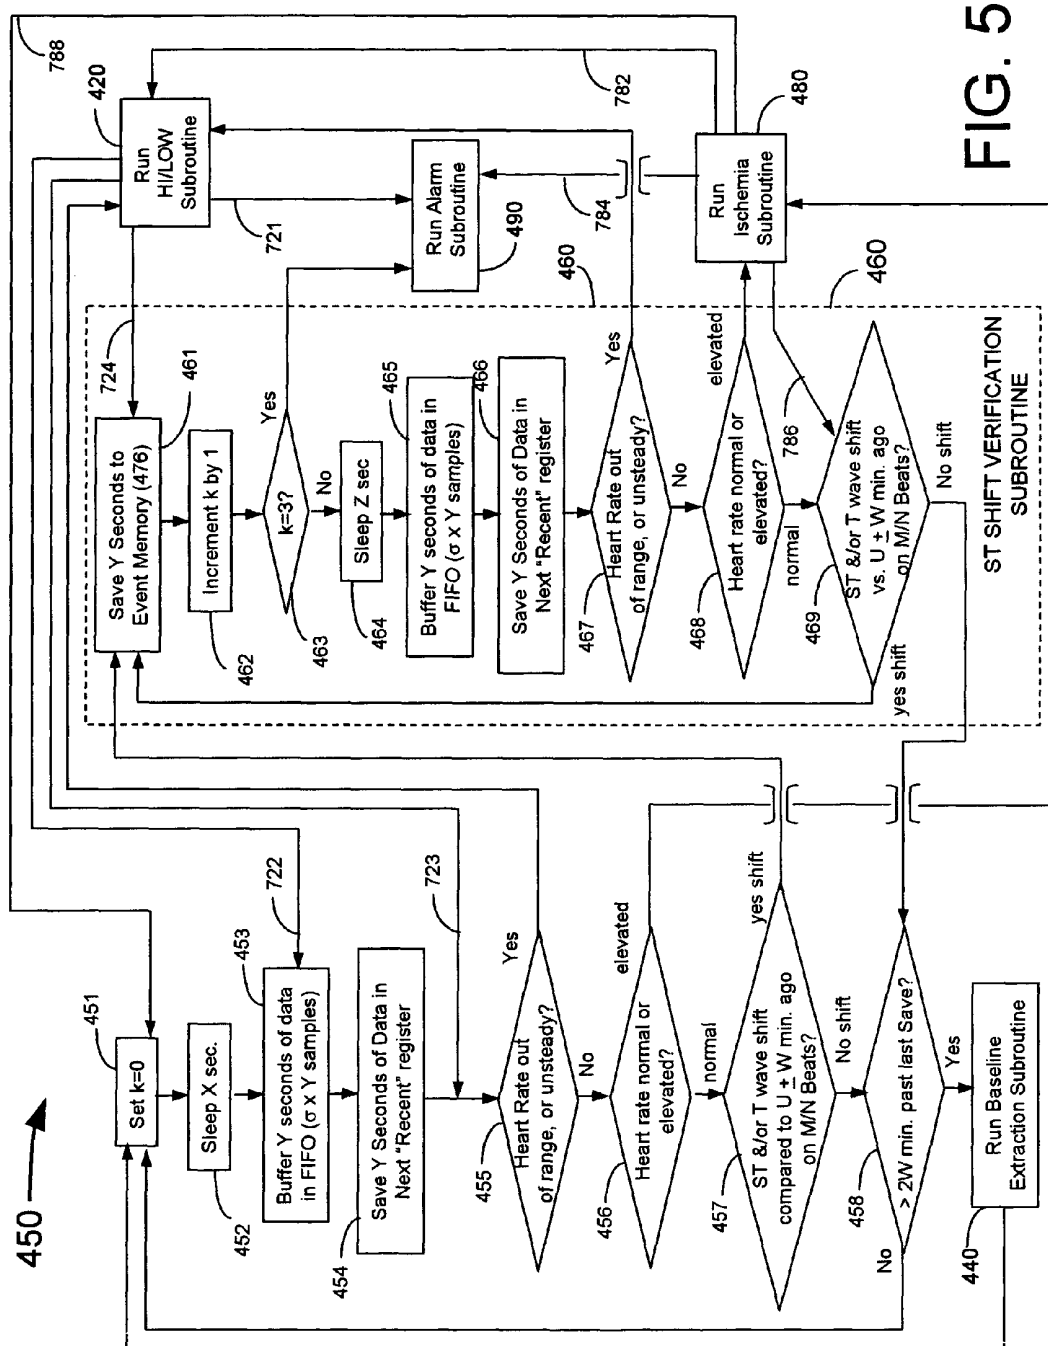 450
451
Set k=0
Sleep X sec.
452
453
722
Buffer Y seconds of data
in FIFO (σ x Y samples)
Save Y Seconds of Data in
Next "Recent" register
454
723
455
Heart Rate out
of range, or unsteady?
Yes
No
456
Heart rate normal or
elevated?
elevated
normal
457
ST &/or T wave shift
compared to U ± W min. ago
on M/N Beats?
yes shift
No shift
458
> 2W min. past last Save?
No
Yes
Run Baseline
Extraction Subroutine
440
724
461
Save Y Seconds to
Event Memory (476)
Increment k by 1
462
k=3?
Yes
No
463
Sleep Z sec
464
465
Buffer Y seconds of data in
FIFO (σ x Y samples)
466
Save Y Seconds of Data in
Next "Recent" register
467
Heart Rate out
of range, or unsteady?
Yes
No
468
Heart rate normal or
elevated?
elevated
normal
469
ST &/or T wave shift
vs. U ± W min. ago
on M/N Beats?
yes shift
No shift
786
460
460
ST SHIFT VERIFICATION
SUBROUTINE
788
420
Run
HI/LOW
Subroutine
721
782
Run Alarm
Subroutine
490
784
480
Run
Ischemia
Subroutine
FIG. 5